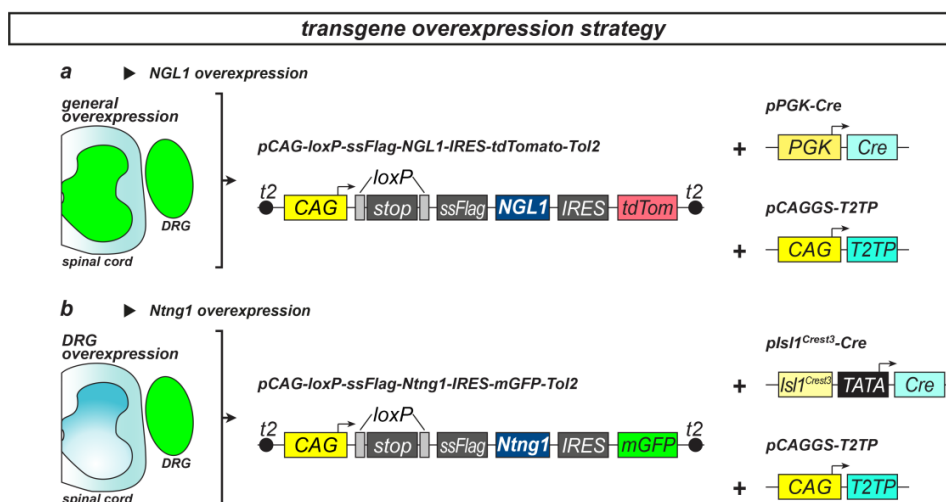 transgene overexpression strategy
a ▶ NGL1 overexpression
general
overexpression
DRG
spinal cord
pCAG-loxP-ssFlag-NGL1-IRES-tdTomato-Tol2
loxP
t2 CAG stop ssFlag NGL1 IRES tdTom t2
+ pPGK-Cre
PGK Cre
pCAGGS-T2TP
+ CAG T2TP
b ▶ Ntng1 overexpression
DRG
overexpression
DRG
spinal cord
pCAG-loxP-ssFlag-Ntng1-IRES-mGFP-Tol2
loxP
t2 CAG stop ssFlag Ntng1 IRES mGFP t2
pIsl1Crest3-Cre
+ Isl1Crest3 TATA Cre
pCAGGS-T2TP
+ CAG T2TP